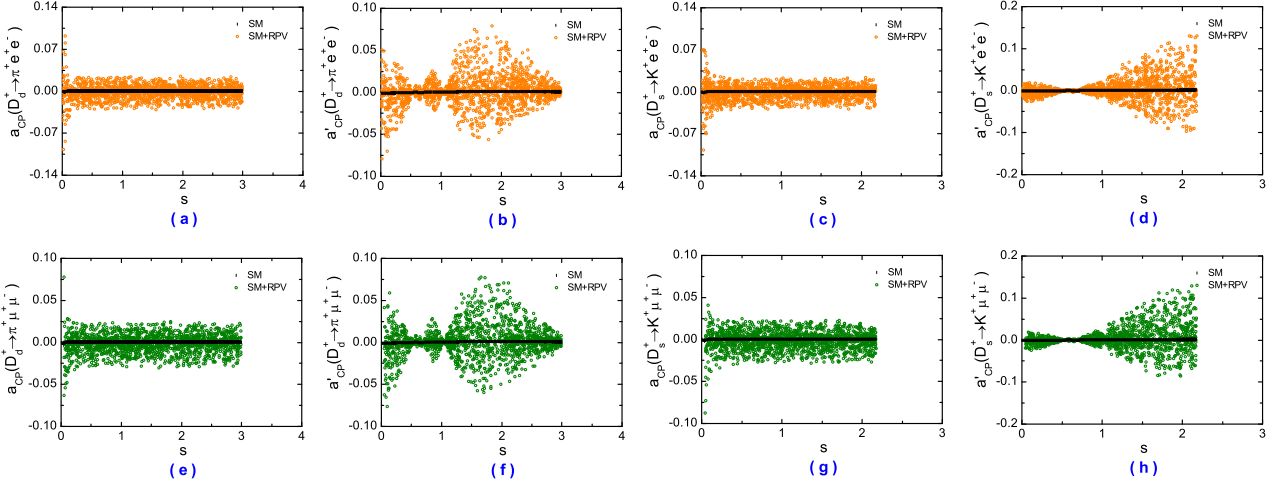 a_CP(D_d^+→π^+e^+e^-)
0.14
0.07
0.00
-0.07
-0.14
SM
SM+RPV
0 1 2 3 4
s
(a)
a'_CP(D_d^+→π^+e^+e^-)
0.10
0.05
0.00
-0.05
-0.10
SM
SM+RPV
0 1 2 3 4
s
(b)
a_CP(D_s^+→K^+e^+e^-)
0.14
0.07
0.00
-0.07
-0.14
SM
SM+RPV
0 1 2 3
s
(c)
a'_CP(D_s^+→K^+e^+e^-)
0.2
0.1
0.0
-0.1
-0.2
SM
SM+RPV
0 1 2 3
s
(d)
a_CP(D_d^+→π^+μ^+μ^-)
0.10
0.05
0.00
-0.05
-0.10
SM
SM+RPV
0 1 2 3 4
s
(e)
a'_CP(D_d^+→π^+μ^+μ^-)
0.10
0.05
0.00
-0.05
-0.10
SM
SM+RPV
0 1 2 3 4
s
(f)
a_CP(D_s^+→K^+μ^+μ^-)
0.10
0.05
0.00
-0.05
-0.10
SM
SM+RPV
0 1 2 3
s
(g)
a'_CP(D_s^+→K^+μ^+μ^-)
0.2
0.1
0.0
-0.1
-0.2
SM
SM+RPV
0 1 2 3
s
(h)